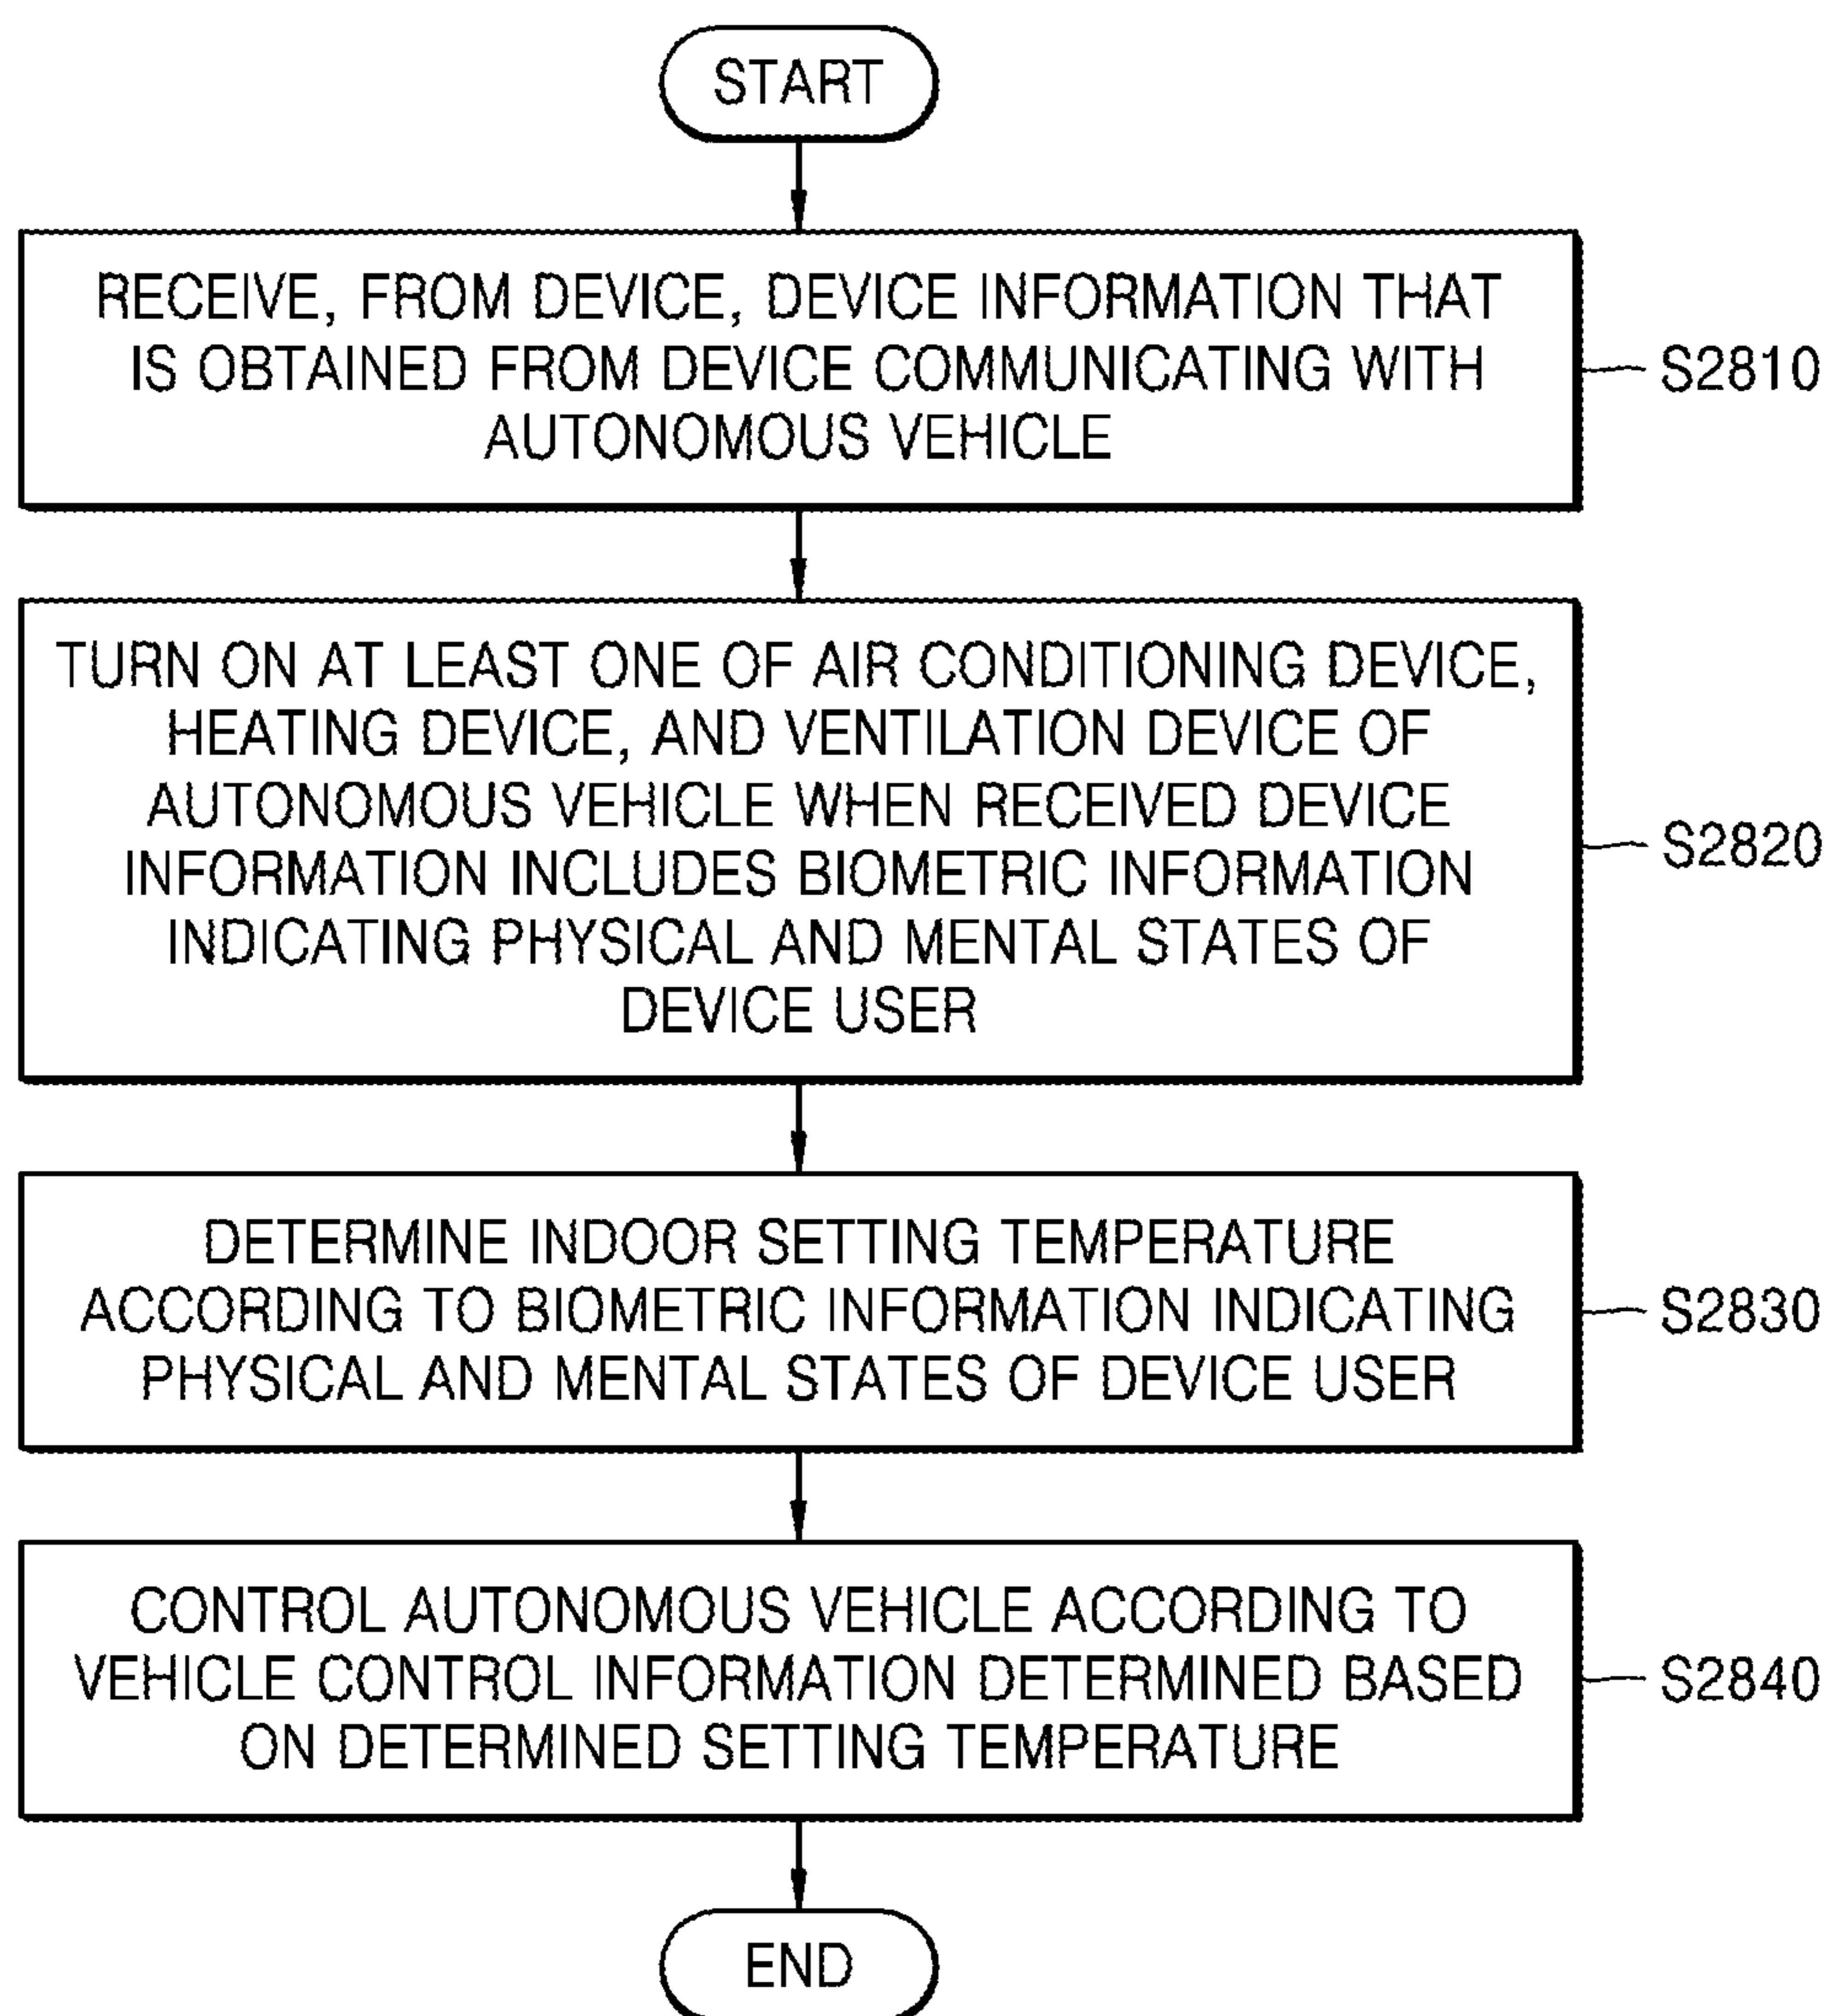 START
RECEIVE, FROM DEVICE, DEVICE INFORMATION THAT
IS OBTAINED FROM DEVICE COMMUNICATING WITH
AUTONOMOUS VEHICLE
S2810
TURN ON AT LEAST ONE OF AIR CONDITIONING DEVICE,
HEATING DEVICE, AND VENTILATION DEVICE OF
AUTONOMOUS VEHICLE WHEN RECEIVED DEVICE
INFORMATION INCLUDES BIOMETRIC INFORMATION
INDICATING PHYSICAL AND MENTAL STATES OF
DEVICE USER
S2820
DETERMINE INDOOR SETTING TEMPERATURE
ACCORDING TO BIOMETRIC INFORMATION INDICATING
PHYSICAL AND MENTAL STATES OF DEVICE USER
S2830
CONTROL AUTONOMOUS VEHICLE ACCORDING TO
VEHICLE CONTROL INFORMATION DETERMINED BASED
ON DETERMINED SETTING TEMPERATURE
S2840
END